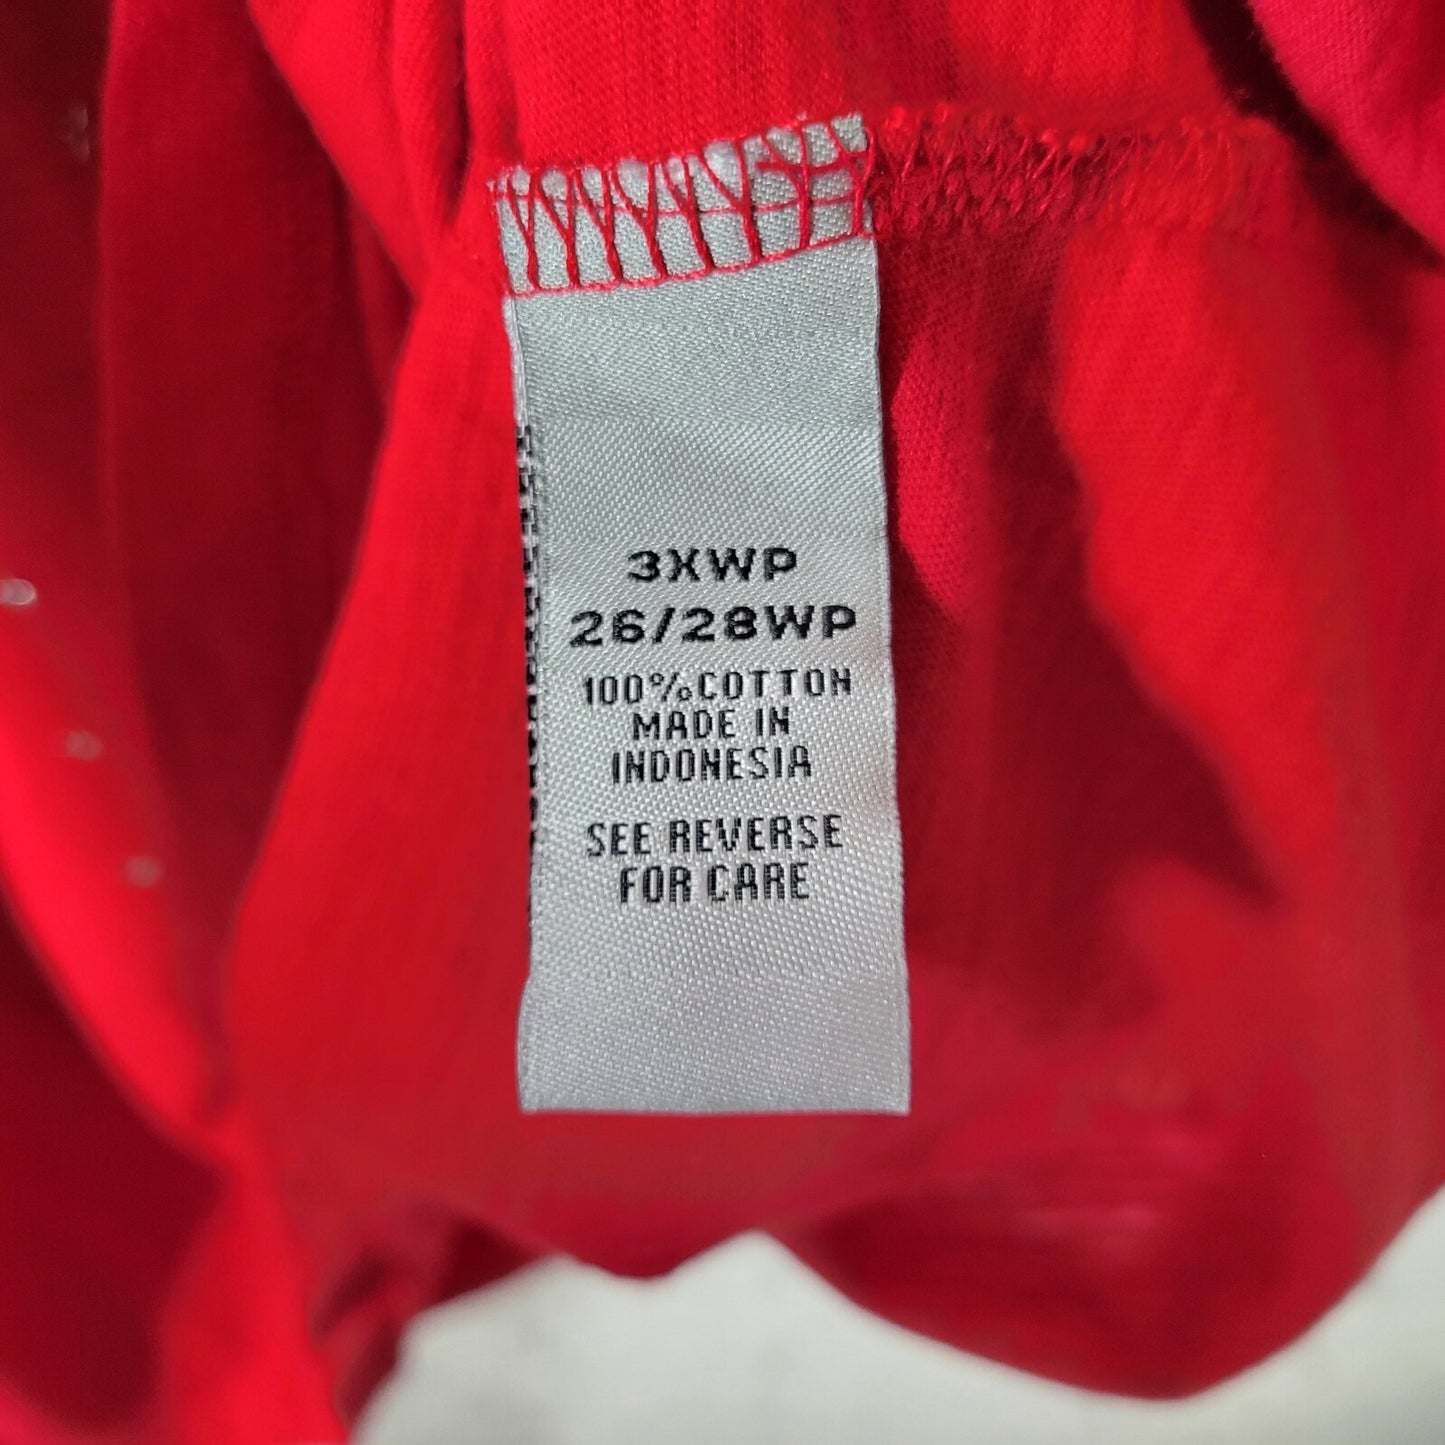 3XWP
26/28WP
100%COTTON
MADE IN
INDONESIA
SEE REVERSE
FOR CARE